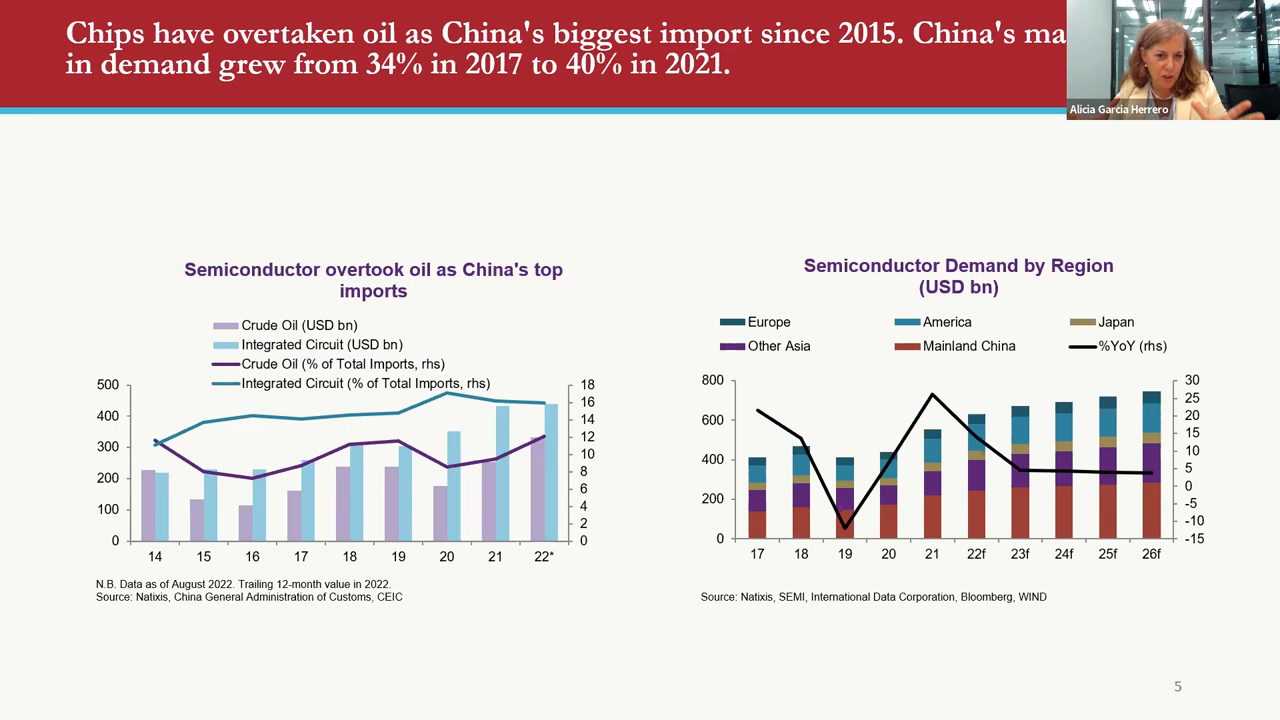 Chips have overtaken oil as China's biggest import since 2015. China's ma
in demand grew from 34% in 2017 to 40% in 2021.
Alicia Garcia Herrero
Semiconductor overtook oil as China's top
imports
Crude Oil (USD bn)
Integrated Circuit (USD bn)
Crude Oil (% of Total Imports, rhs)
Integrated Circuit (% of Total Imports, rhs)
500
400
300
200
100
0
18
16
14
12
10
8
6
4
2
0
14 15 16 17 18 19 20 21 22*
N.B. Data as of August 2022. Trailing 12-month value in 2022.
Source: Natixis, China General Administration of Customs, CEIC
Semiconductor Demand by Region
(USD bn)
Europe America Japan
Other Asia Mainland China %YoY (rhs)
800
600
400
200
0
30
25
20
15
10
5
0
-5
-10
-15
17 18 19 20 21 22f 23f 24f 25f 26f
Source: Natixis, SEMI, International Data Corporation, Bloomberg, WIND
5